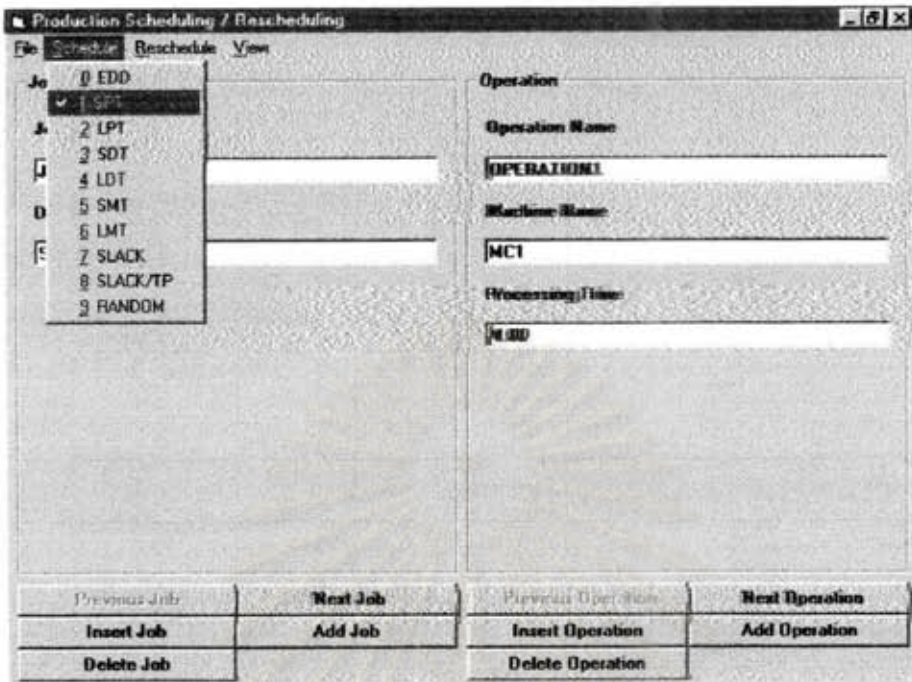 Production Scheduling / Rescheduling
File Schedule Reschedule View
0 EDD
1 SPT
2 LPT
3 SDT
4 LDT
5 SMT
6 LMT
7 SLACK
8 SLACK/TP
9 RANDOM
Operation
Operation Name
OPERATION1
Machine Name
MC1
Processing Time
Previous Job
Next Job
Previous Operation
Next Operation
Insert Job
Add Job
Insert Operation
Add Operation
Delete Job
Delete Operation